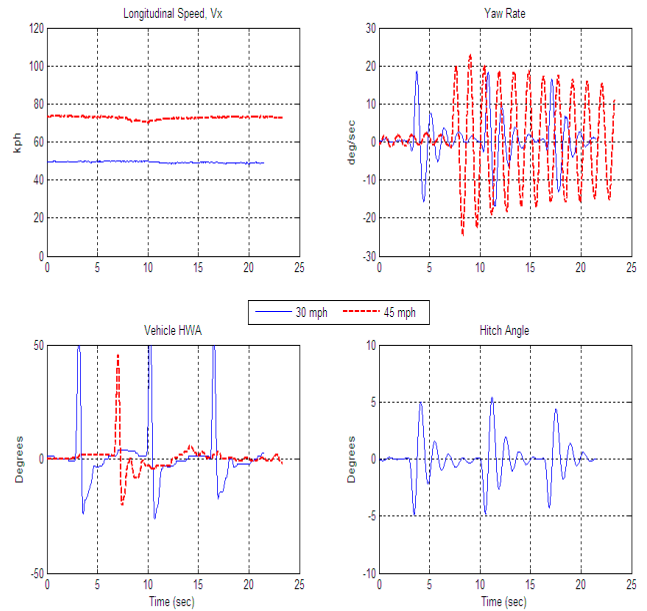 Longitudinal Speed, Vx
120
100
80
60
40
20
0
kph
0 5 10 15 20 25
Yaw Rate
30
20
10
0
-10
-20
-30
deg/sec
0 5 10 15 20 25
30 mph 45 mph
Vehicle HWA
50
0
-50
Degrees
0 5 10 15 20 25
Time (sec)
Hitch Angle
10
5
0
-5
-10
Degrees
0 5 10 15 20 25
Time (sec)